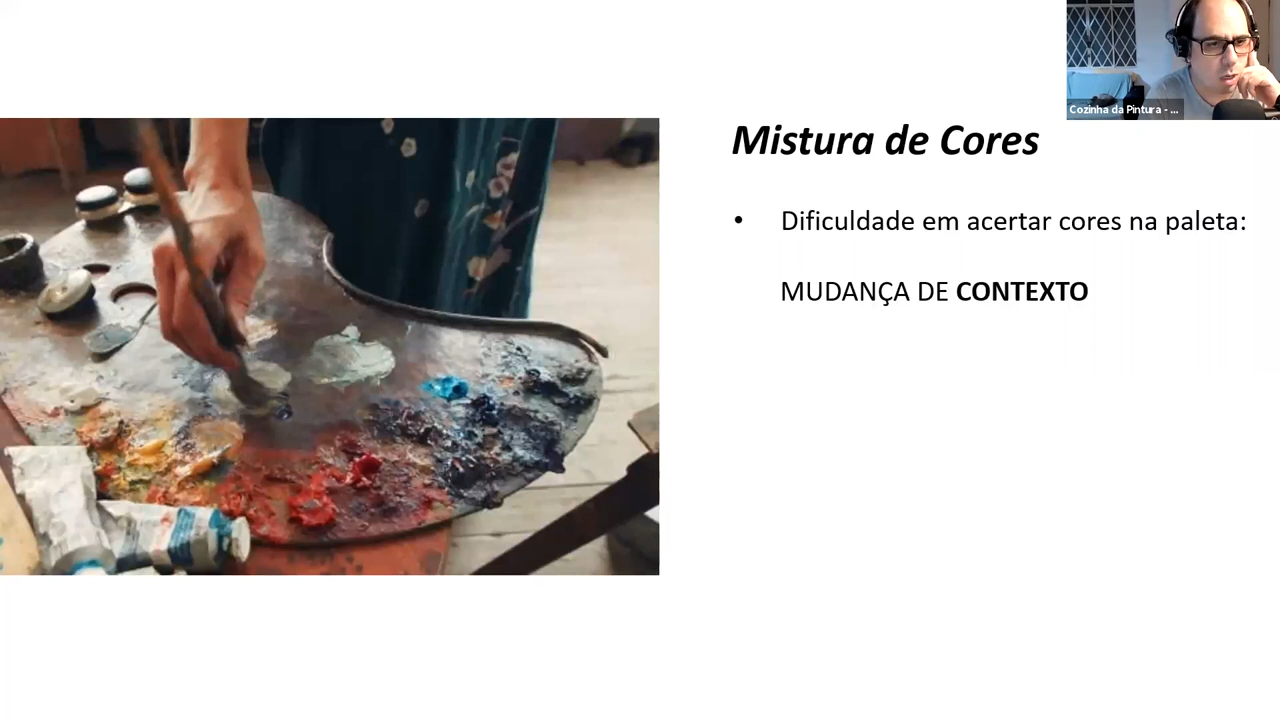 Cozinha da Pintura - ...
Mistura de Cores
• Dificuldade em acertar cores na paleta:
MUDANÇA DE CONTEXTO